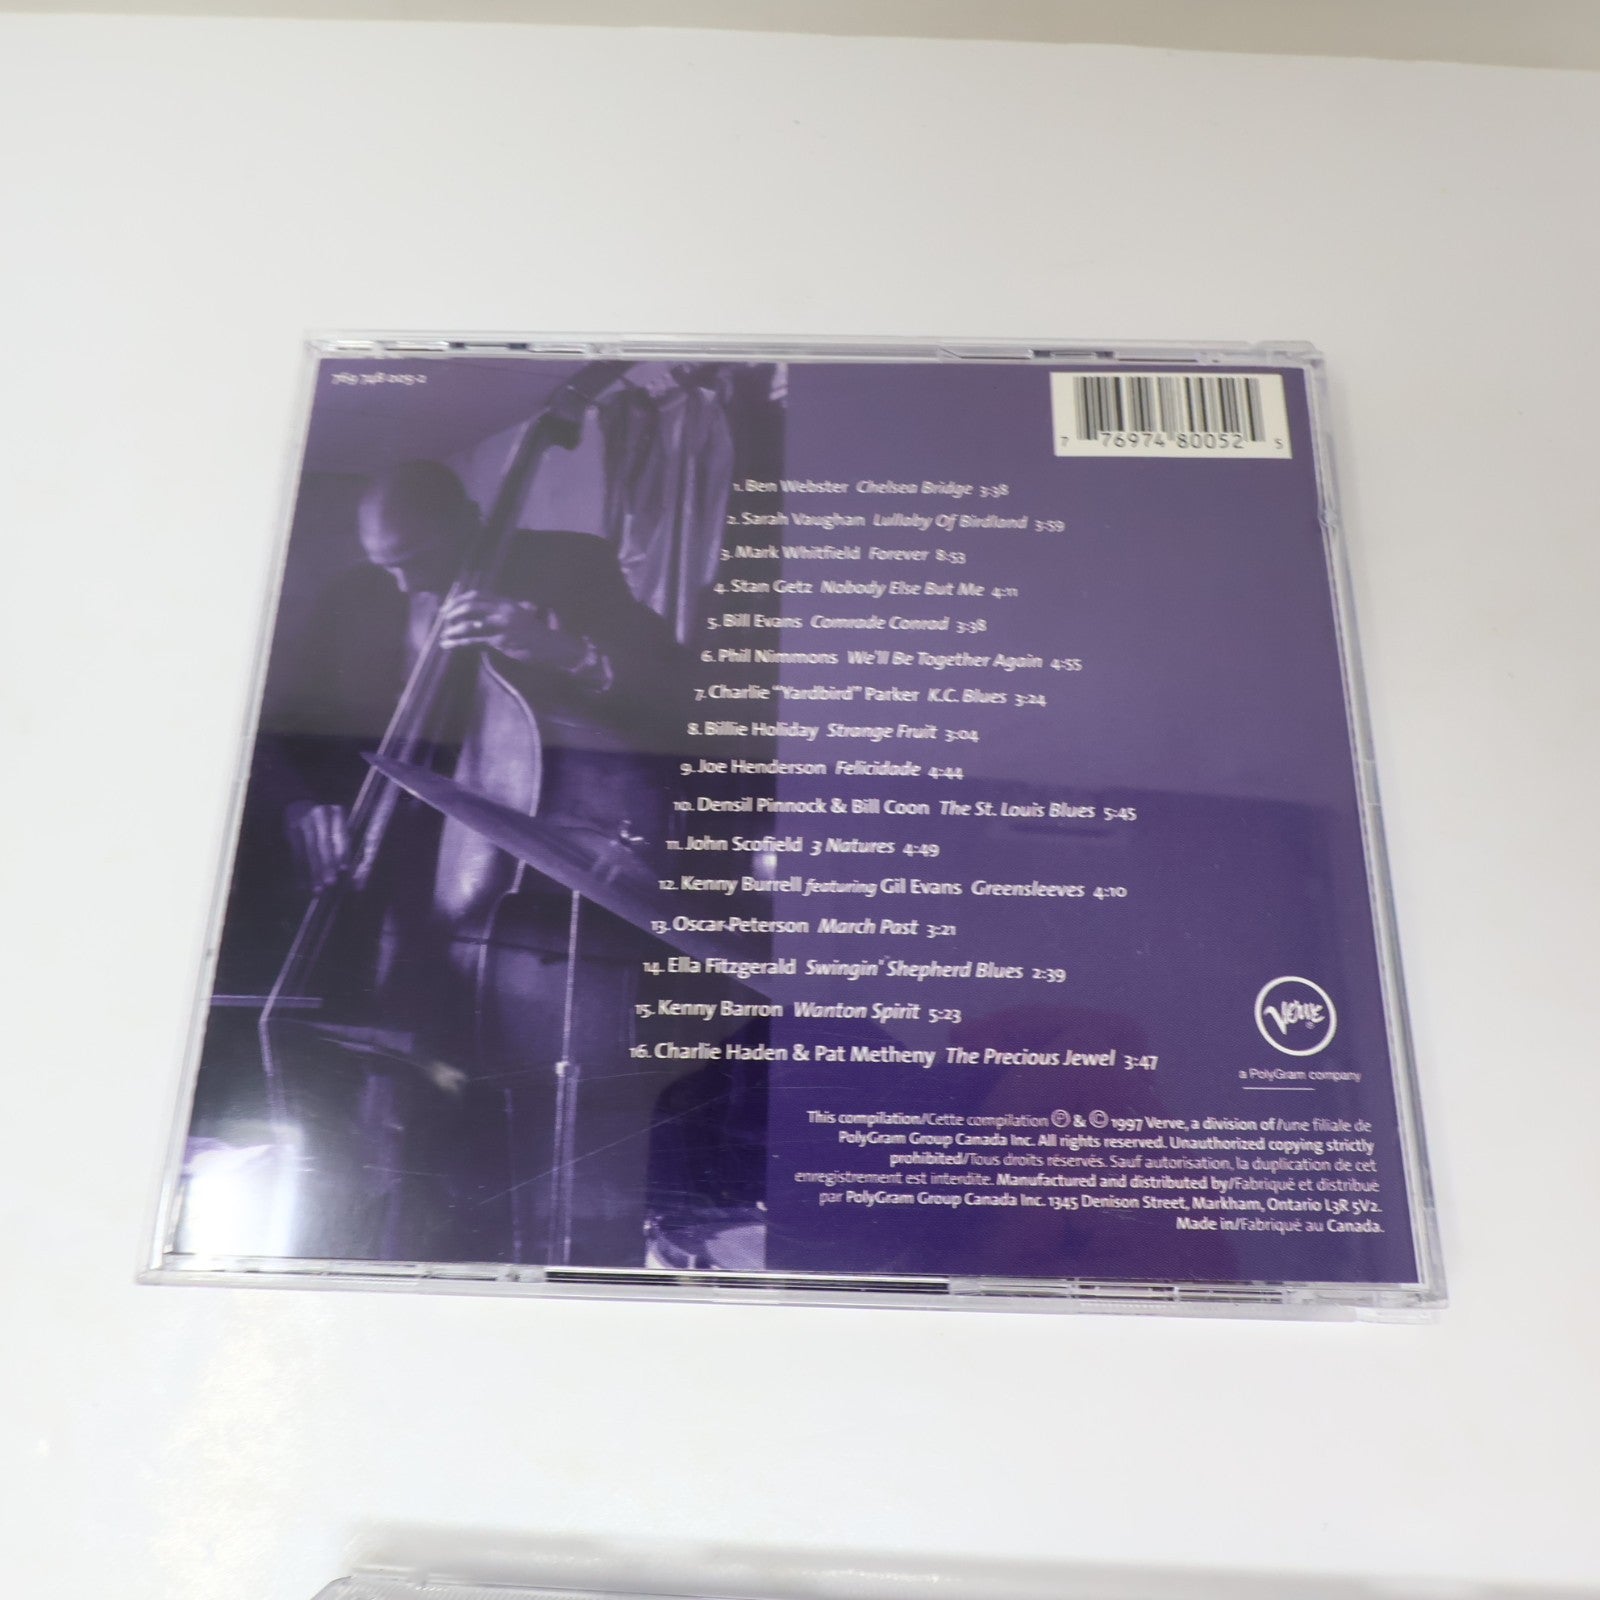 769 748 005-2
7 76974 80052 5
1. Ben Webster Chelsea Bridge 3:38
2. Sarah Vaughan Lullaby Of Birdland 3:59
3. Mark Whitfield Forever 8:53
4. Stan Getz Nobody Else But Me 4:11
5. Bill Evans Comrade Conrad 3:38
6. Phil Nimmons We'll Be Together Again 4:55
7. Charlie "Yardbird" Parker K.C. Blues 3:24
8. Billie Holiday Strange Fruit 3:04
9. Joe Henderson Felicidade 4:44
10. Densil Pinnock & Bill Coon The St. Louis Blues 5:45
11. John Scofield 3 Natures 4:49
12. Kenny Burrell featuring Gil Evans Greensleeves 4:10
13. Oscar Peterson March Past 3:21
14. Ella Fitzgerald Swingin' Shepherd Blues 2:39
15. Kenny Barron Wanton Spirit 5:23
16. Charlie Haden & Pat Metheny The Precious Jewel 3:47
Verve®
a PolyGram company
This compilation/Cette compilation ℗ & © 1997 Verve, a division of/une filiale de
PolyGram Group Canada Inc. All rights reserved. Unauthorized copying strictly
prohibited/Tous droits réservés. Sauf autorisation, la duplication de cet
enregistrement est interdite. Manufactured and distributed by/Fabriqué et distribué
par PolyGram Group Canada Inc. 1345 Denison Street, Markham, Ontario L3R 5V2.
Made in/Fabriqué au Canada.